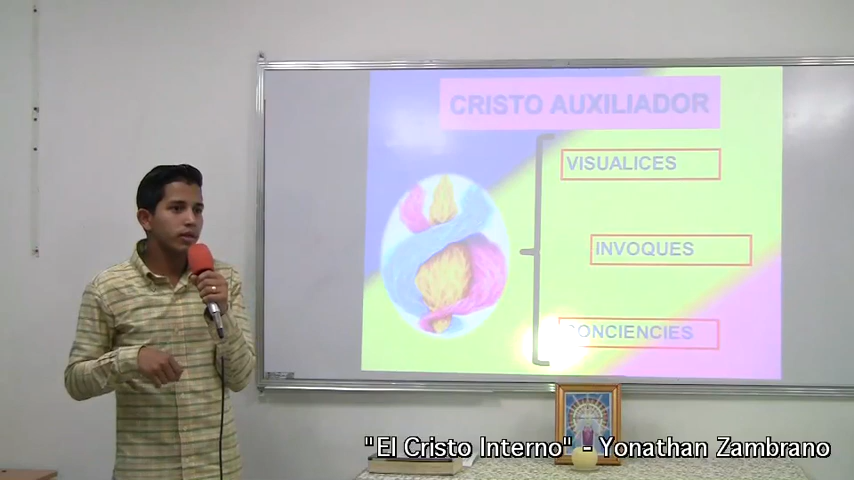 CRISTO AUXILIADOR
VISUALICES
INVOQUES
CONCIENCIES
"El Cristo Interno" - Yonathan Zambrano